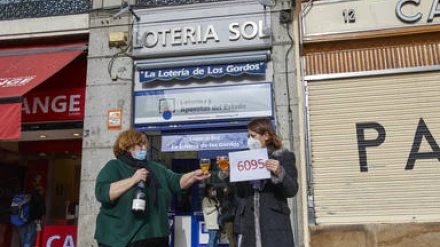 LOTERIA SOL
12
CA
"La Lotería de Los Gordos"
Loterías y
Apuestas del Estado
La Lotería de Los Gordos"
ANGE
6095
PA
CA